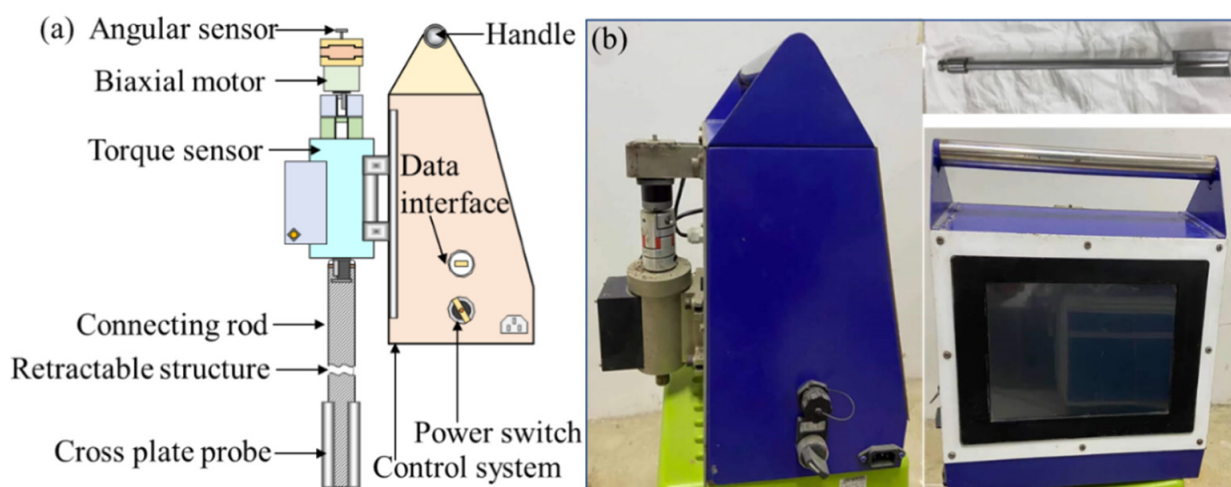 (a)
Angular sensor
Biaxial motor
Torque sensor
Connecting rod
Retractable structure
Cross plate probe
Handle
Data
interface
Power switch
Control system
(b)